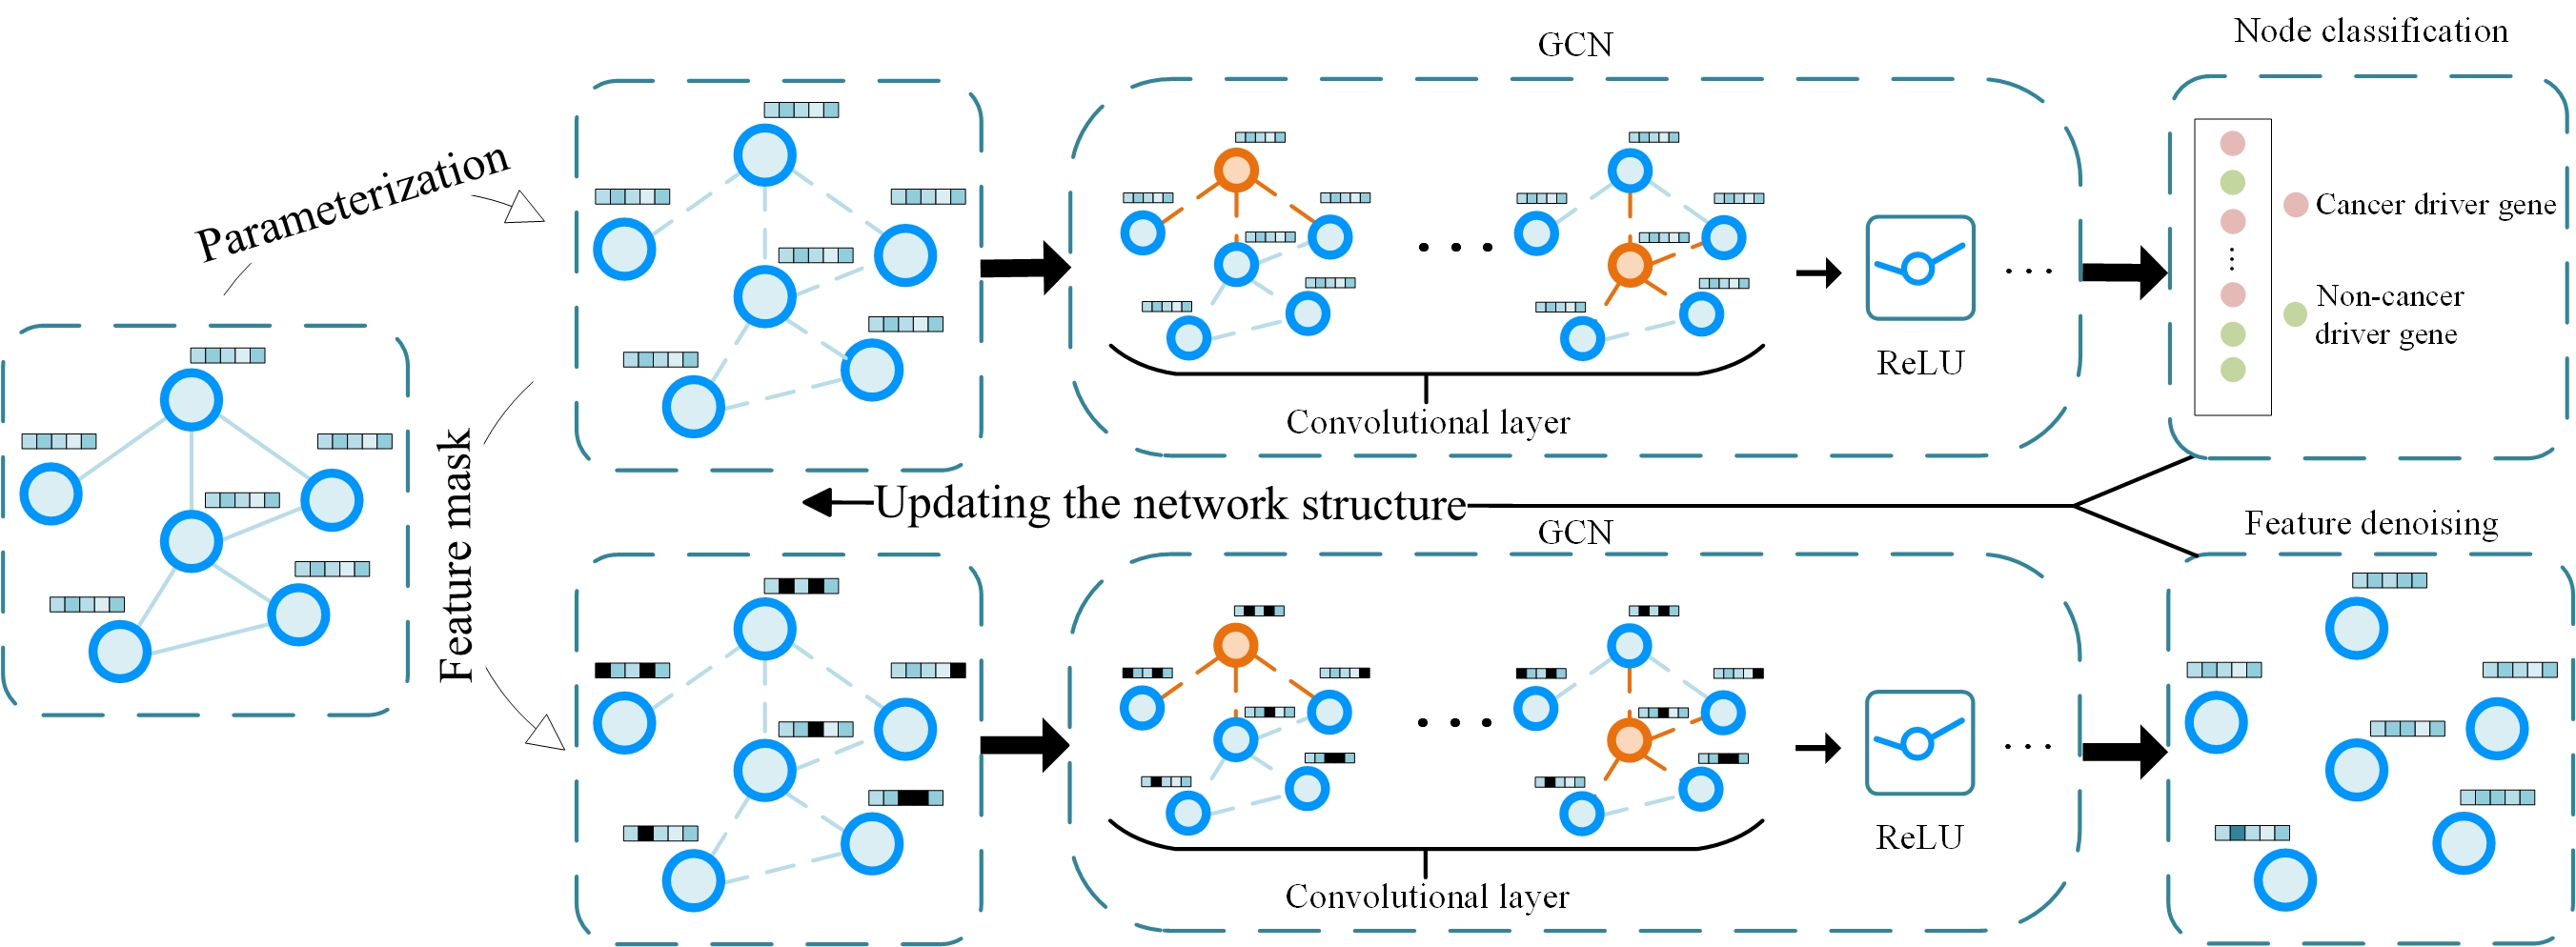 GCN
Node classification
Parameterization
Cancer driver gene
Non-cancer
driver gene
ReLU
Convolutional layer
Feature mask
Updating the network structure
GCN
Feature denoising
ReLU
Convolutional layer